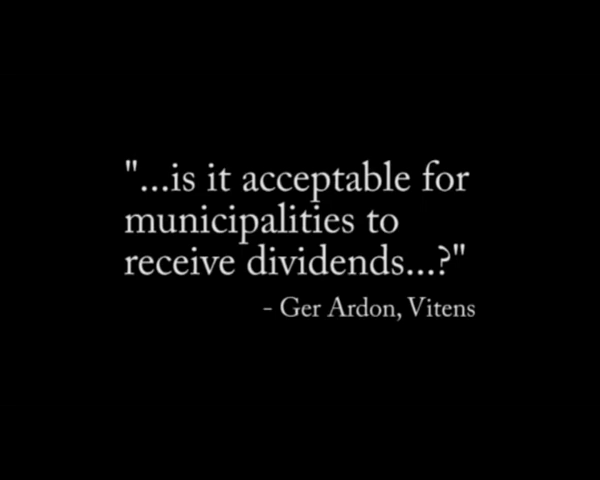 "...is it acceptable for
municipalities to
receive dividends...?"
- Ger Ardon, Vitens